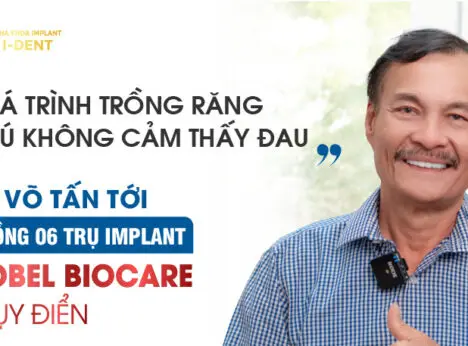 NHA KHOA IMPLANT
I-DENT
Á TRÌNH TRỒNG RĂNG
Ú KHÔNG CẢM THẤY ĐAU
”
VÕ TẤN TỚI
ỒNG 06 TRỤ IMPLANT
OBEL BIOCARE
ỤY ĐIỂN